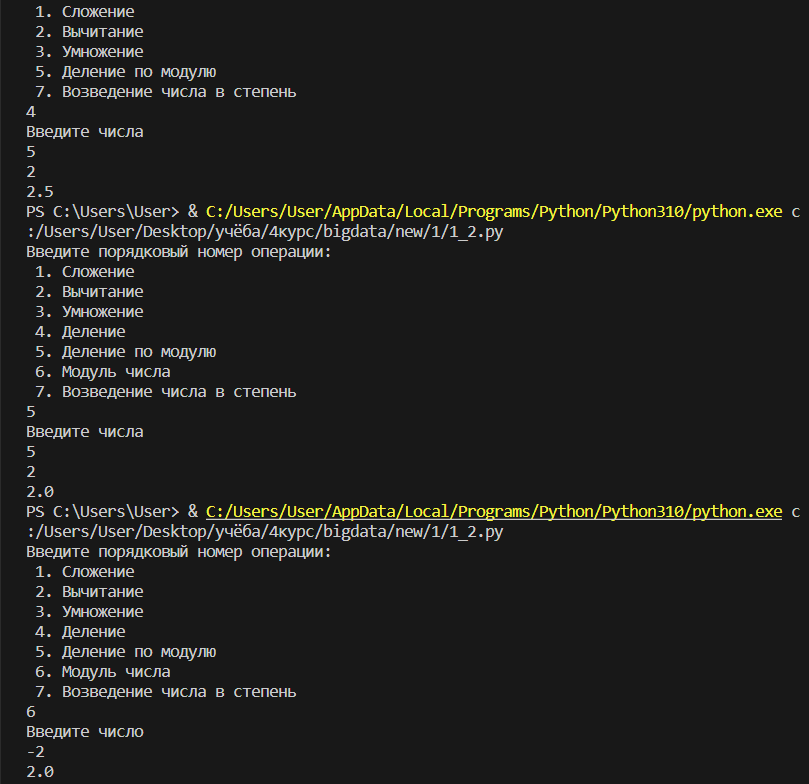 1. Сложение
2. Вычитание
3. Умножение
5. Деление по модулю
7. Возведение числа в степень
4
Введите числа
5
2
2.5
PS C:\Users\User> & C:/Users/User/AppData/Local/Programs/Python/Python310/python.exe c
:/Users/User/Desktop/учёба/4курс/bigdata/new/1/1_2.py
Введите порядковый номер операции:
1. Сложение
2. Вычитание
3. Умножение
4. Деление
5. Деление по модулю
6. Модуль числа
7. Возведение числа в степень
5
Введите числа
5
2
2.0
PS C:\Users\User> & C:/Users/User/AppData/Local/Programs/Python/Python310/python.exe c
:/Users/User/Desktop/учёба/4курс/bigdata/new/1/1_2.py
Введите порядковый номер операции:
1. Сложение
2. Вычитание
3. Умножение
4. Деление
5. Деление по модулю
6. Модуль числа
7. Возведение числа в степень
6
Введите число
-2
2.0